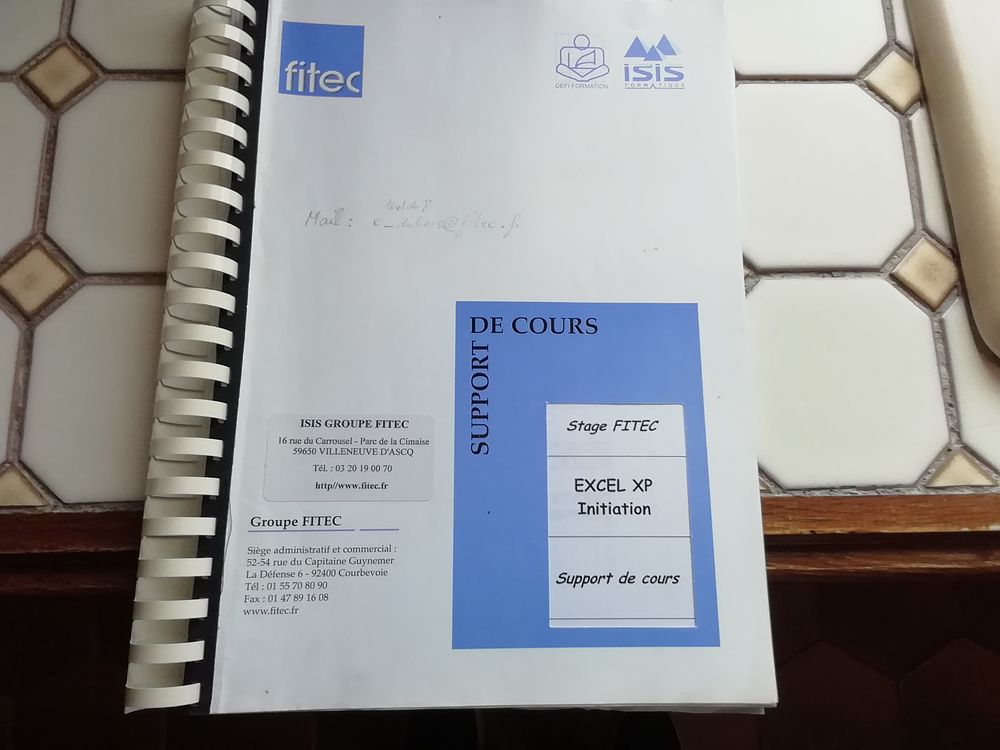 fitec
DEFI FORMATION
isis
FORMATIQUE
Mail : c_dubois@fitec.fr
SUPPORT
DE COURS
Stage FITEC
EXCEL XP
Initiation
Support de cours
ISIS GROUPE FITEC
16 rue du Carrousel - Parc de la Cimaise
59650 VILLENEUVE D'ASCQ
Tél. : 03 20 19 00 70
http//www.fitec.fr
Groupe FITEC
Siège administratif et commercial :
52-54 rue du Capitaine Guynemer
La Défense 6 - 92400 Courbevoie
Tél : 01 55 70 80 90
Fax : 01 47 89 16 08
www.fitec.fr